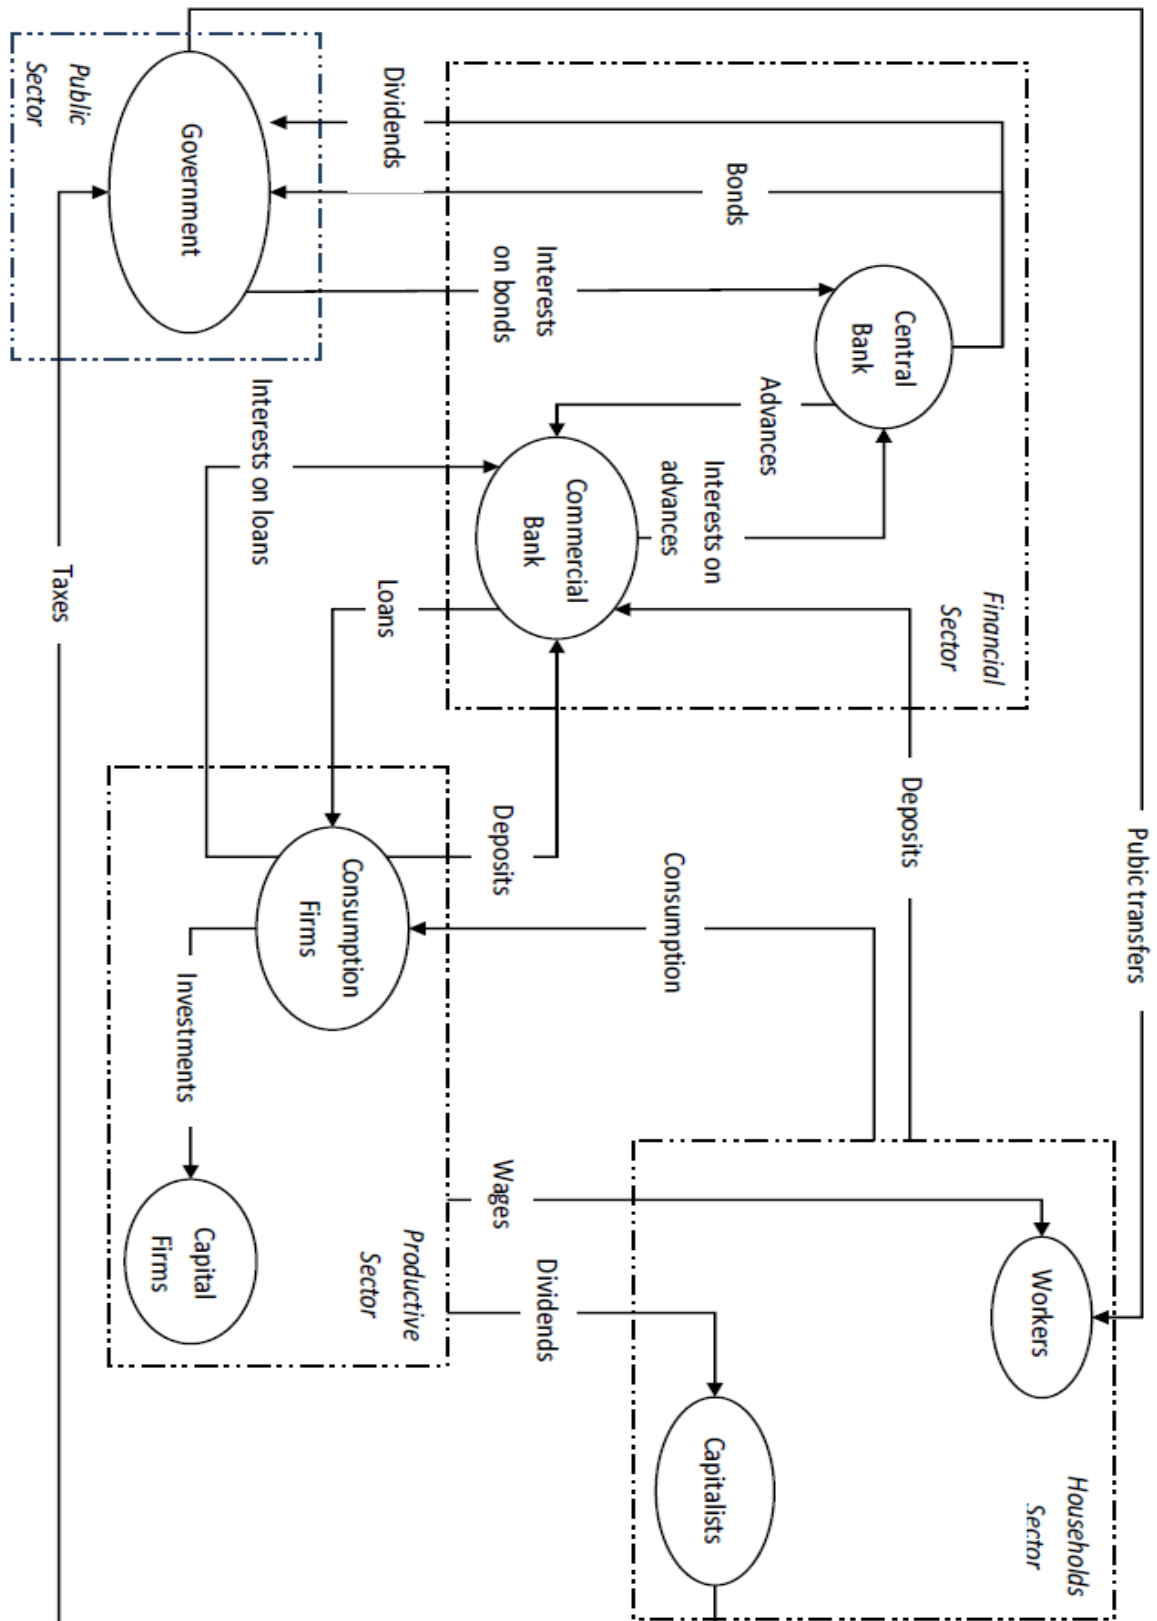 Pubic transfers
Households
Sector
Workers
Financial
Sector
Central
Bank
Deposits
Bonds
Advances
Interests on
advances
Capitalists
Consumption
Commercial
Bank
Interests
on bonds
Dividends
Wages
Deposits
Dividends
Loans
Productive
Sector
Consumption
Firms
Interests on loans
Government
Investments
Capital
Firms
Public
Sector
Taxes